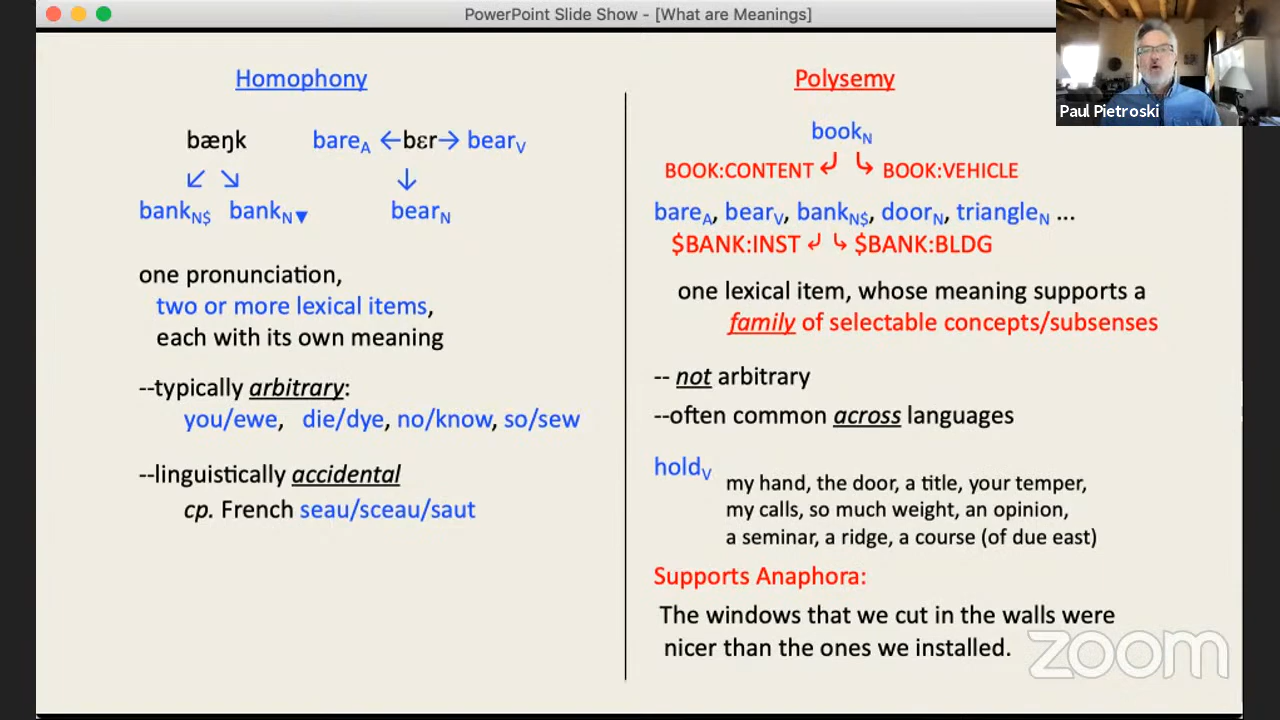 PowerPoint Slide Show - [What are Meanings]
Paul Pietroski
Homophony
bæŋk bareA ←bɛr→ bearV
↙ ↘ ↓
bankN$ bankN▼ bearN
one pronunciation,
two or more lexical items,
each with its own meaning
--typically arbitrary:
you/ewe, die/dye, no/know, so/sew
--linguistically accidental
cp. French seau/sceau/saut
Polysemy
bookN
BOOK:CONTENT ↲ ↳ BOOK:VEHICLE
bareA, bearV, bankN$, doorN, triangleN ...
$BANK:INST ↲ ↳ $BANK:BLDG
one lexical item, whose meaning supports a
family of selectable concepts/subsenses
-- not arbitrary
--often common across languages
holdV
my hand, the door, a title, your temper,
my calls, so much weight, an opinion,
a seminar, a ridge, a course (of due east)
Supports Anaphora:
The windows that we cut in the walls were
nicer than the ones we installed.
zoom